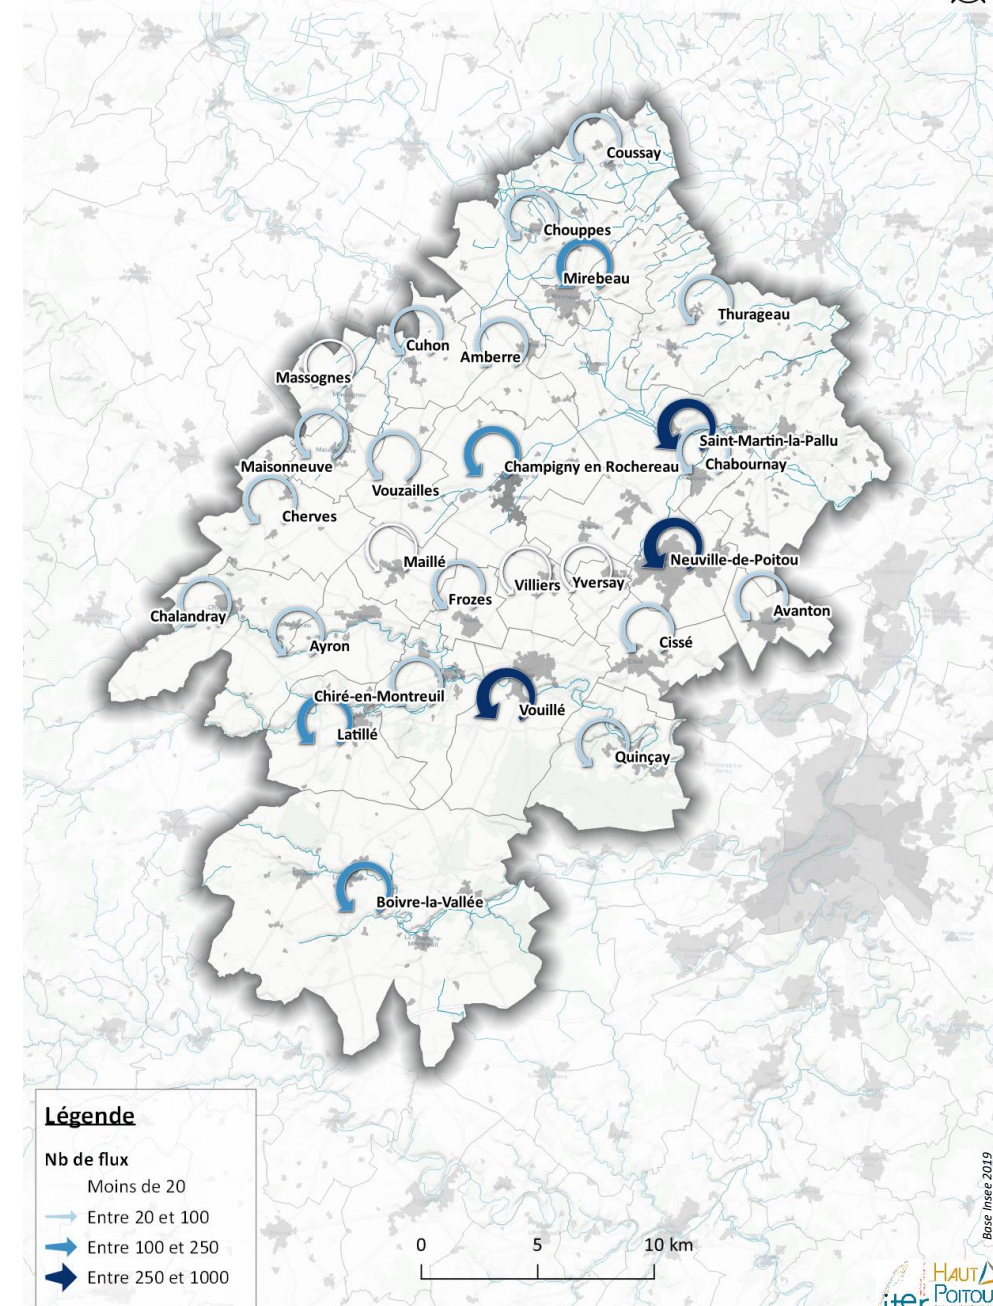 Coussay
Chouppes
Mirebeau
Thurageau
Cuhon
Amberre
Massognes
Saint-Martin-la-Pallu
Chabournay
Champigny en Rochereau
Maisonneuve
Vouzailles
Cherves
Maillé
Neuville-de-Poitou
Villiers
Yversay
Frozes
Avanton
Chalandray
Cissé
Ayron
Chiré-en-Montreuil
Vouillé
Latillé
Quinçay
Boivre-la-Vallée
Légende
Nb de flux
Moins de 20
Entre 20 et 100
Entre 100 et 250
Entre 250 et 1000
0 5 10 km
Base Insee 2019
HAUT
POITOU
iter